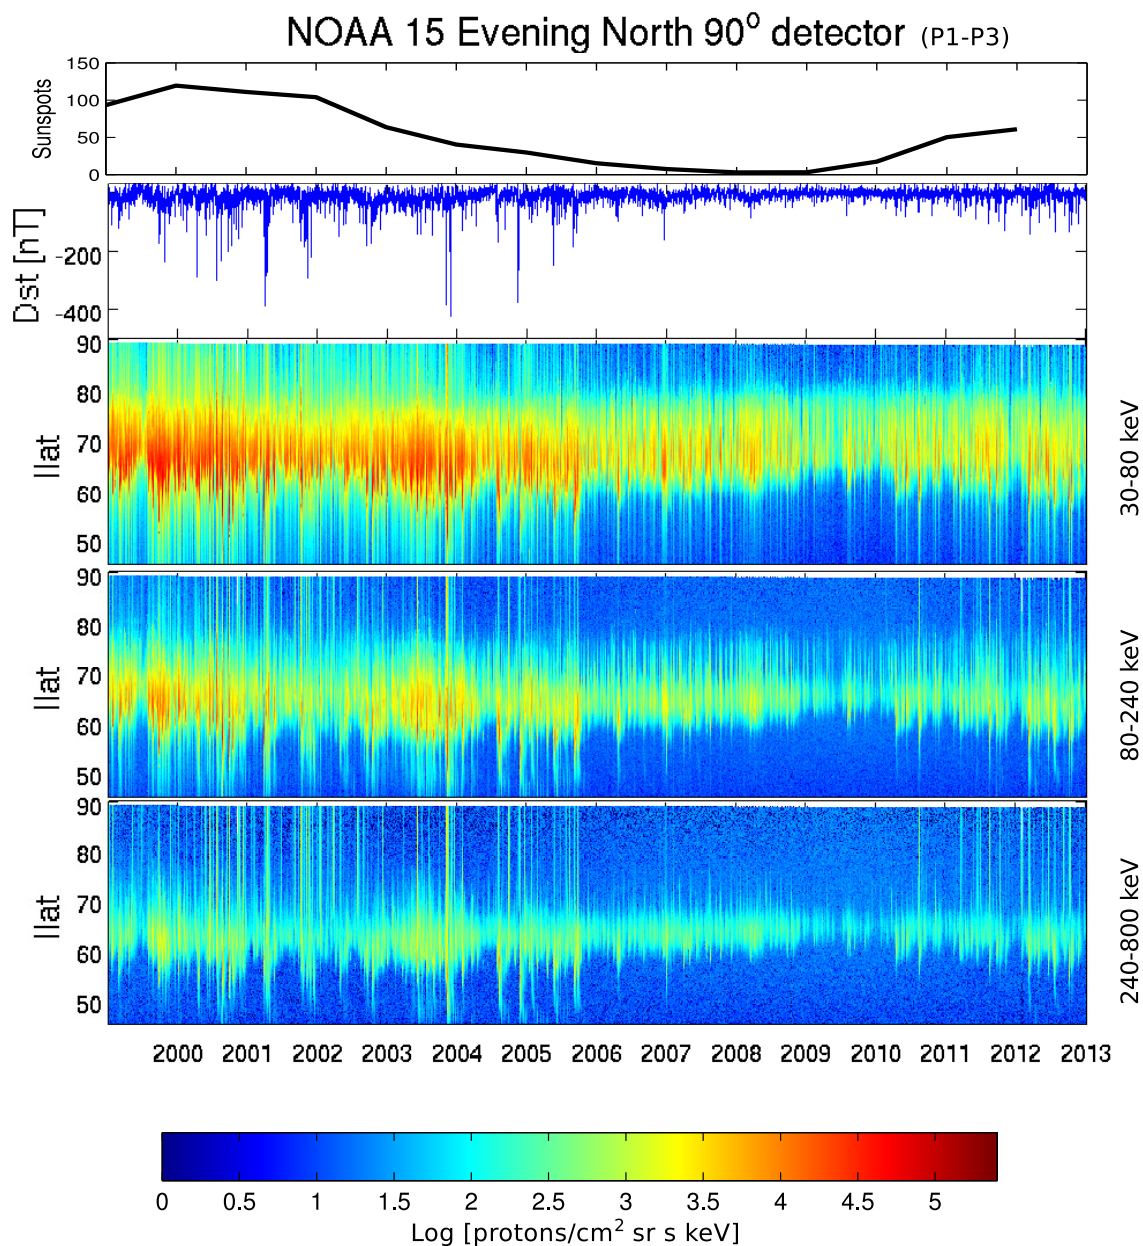 NOAA 15 Evening North 90° detector (P1-P3)
150
100
50
0
Sunspots
-200
-400
Dst [nT]
90
80
70
60
50
llat
30-80 keV
90
80
70
60
50
llat
80-240 keV
90
80
70
60
50
llat
240-800 keV
2000 2001 2002 2003 2004 2005 2006 2007 2008 2009 2010 2011 2012 2013
0 0.5 1 1.5 2 2.5 3 3.5 4 4.5 5
Log [protons/cm² sr s keV]